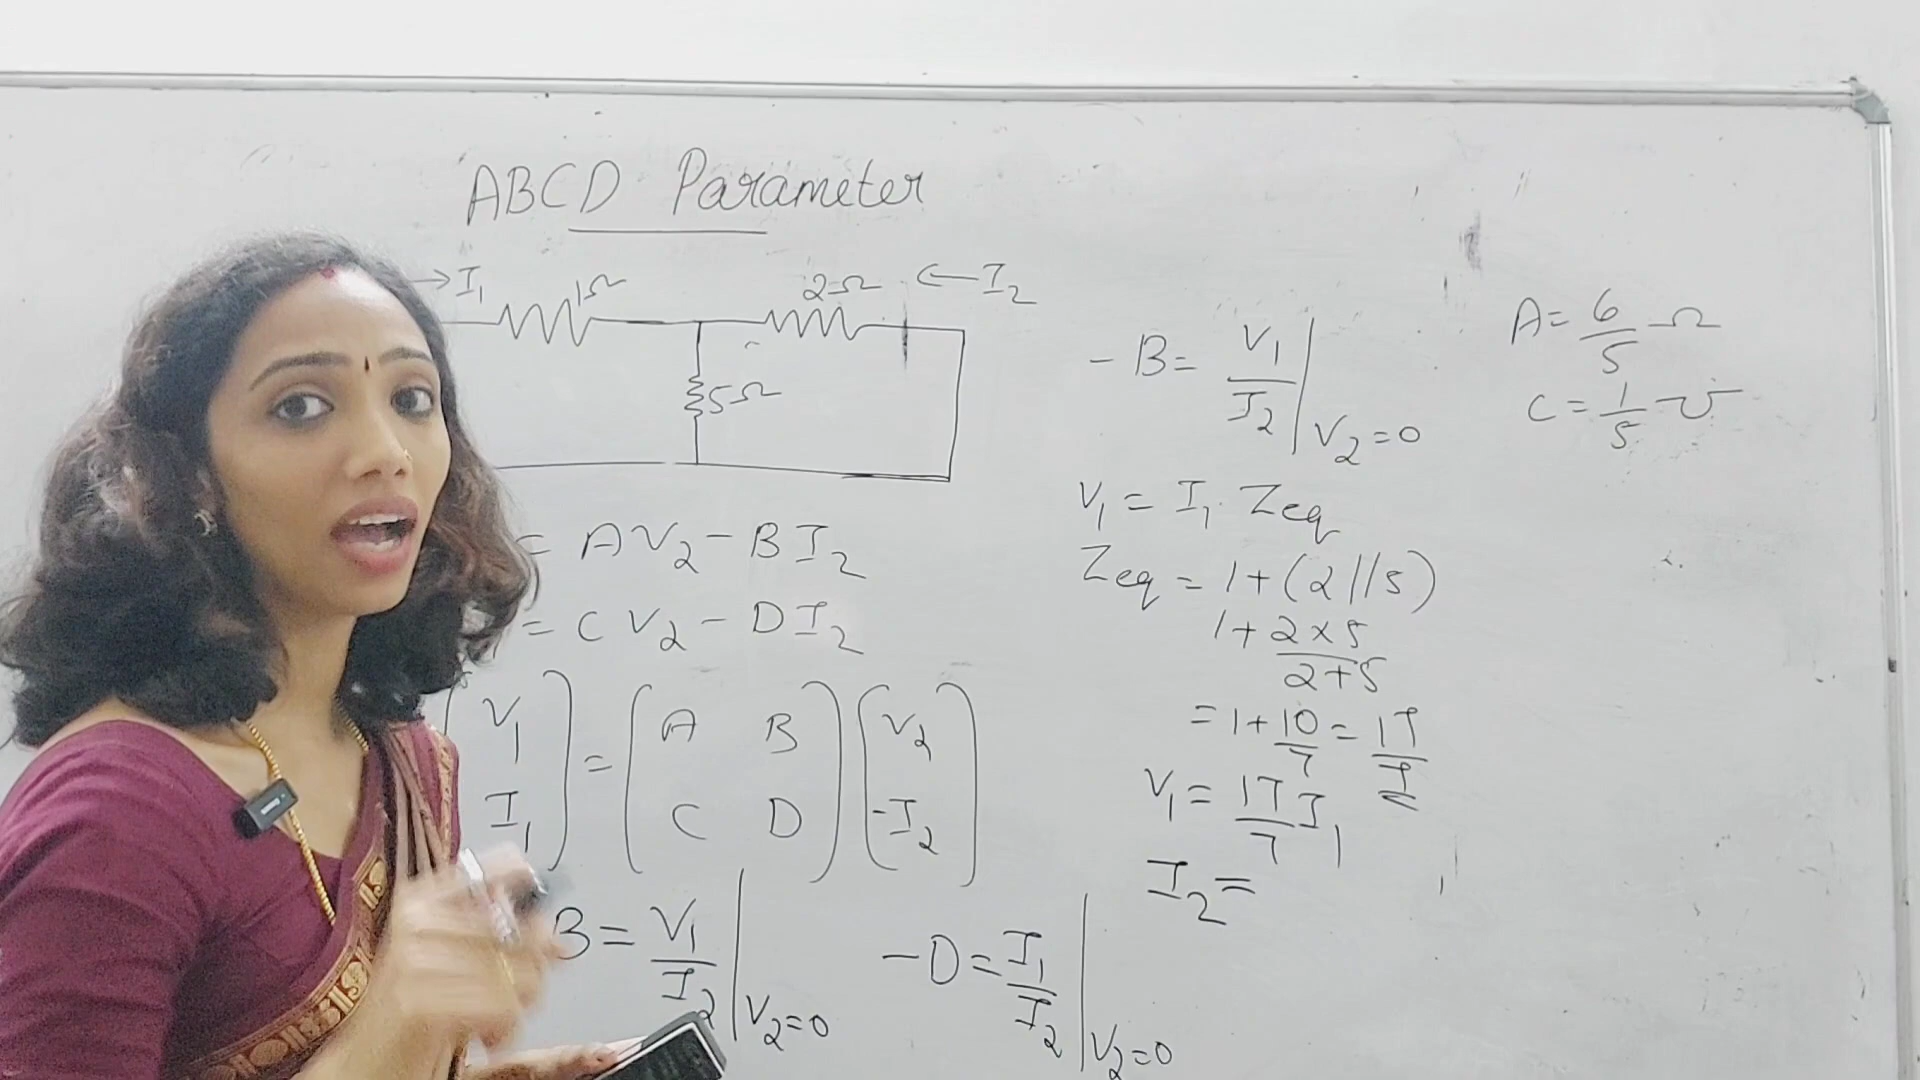 ABCD Parameter
→ I₁ 1Ω 2Ω ← I₂
5Ω
= AV₂ - BI₂
= CV₂ - DI₂
(V₁ I₁) = (A B C D) (V₂ -I₂)
B = V₁/I₂ | V₂=0
-D = I₁/I₂ | V₂=0
-B = V₁/I₂ | V₂=0
V₁ = I₁. Zeq
Zeq = 1+(2||5)
1+ 2×5/2+5
= 1+ 10/7 = 17/7
V₁ = 17/7 I₁
I₂ =
A = 6/5 Ω
C = 1/5 ℧